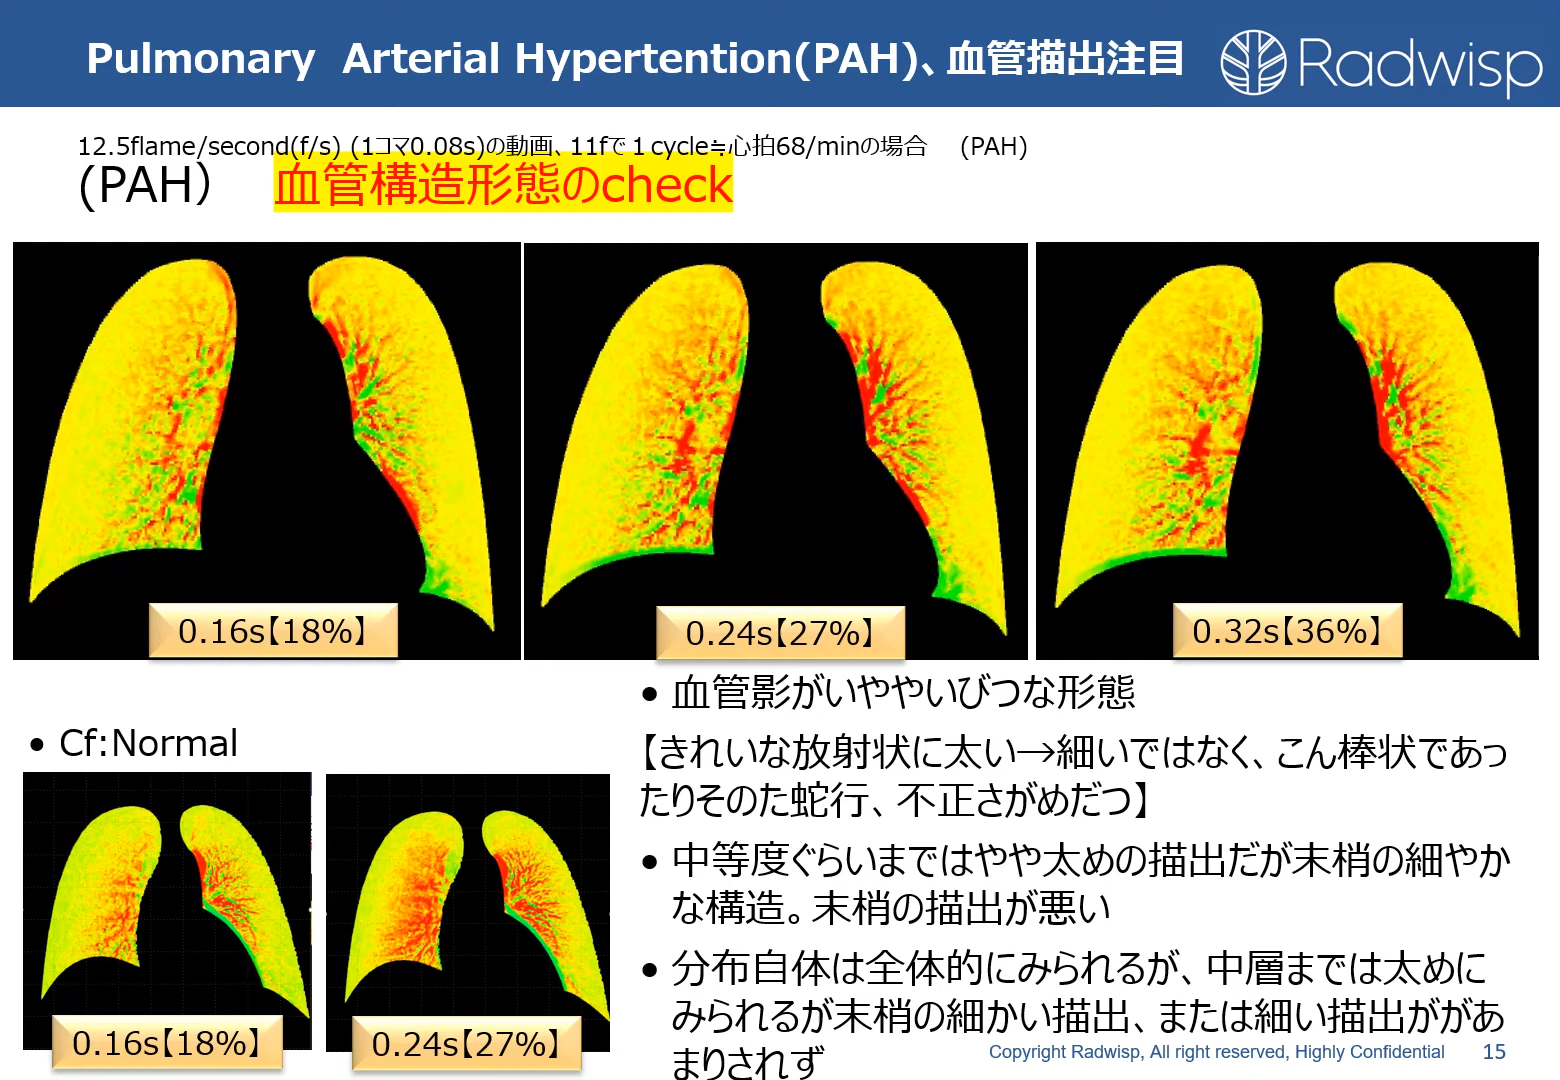 Pulmonary Arterial Hypertention(PAH)、血管描出注目
Radwisp
12.5flame/second(f/s) (1コマ0.08s)の動画、11fで１cycle≒心拍68/minの場合 (PAH)
(PAH） 血管構造形態のcheck
0.16s【18%】
0.24s【27%】
0.32s【36%】
• Cf:Normal
0.16s【18%】
0.24s【27%】
• 血管影がいややいびつな形態
【きれいな放射状に太い→細いではなく、こん棒状であっ
たりそのた蛇行、不正さがめだつ】
• 中等度ぐらいまではやや太めの描出だが末梢の細やか
な構造。末梢の描出が悪い
• 分布自体は全体的にみられるが、中層までは太めに
みられるが末梢の細かい描出、または細い描出ががあ
まりされず
Copyright Radwisp, All right reserved, Highly Confidential 15